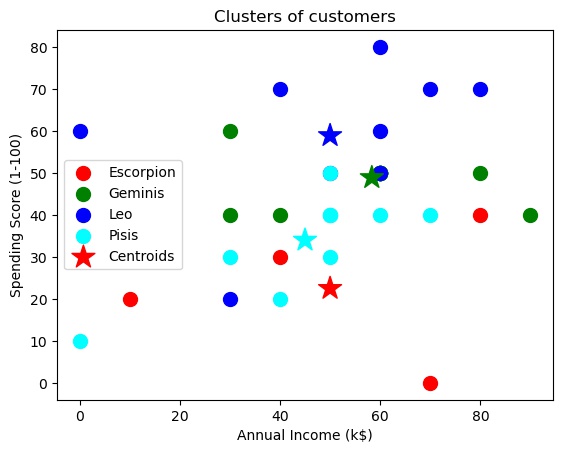 Clusters of customers
Spending Score (1-100)
80
70
60
50
40
30
20
10
0
Escorpion
Geminis
Leo
Pisis
Centroids
0 20 40 60 80
Annual Income (k$)